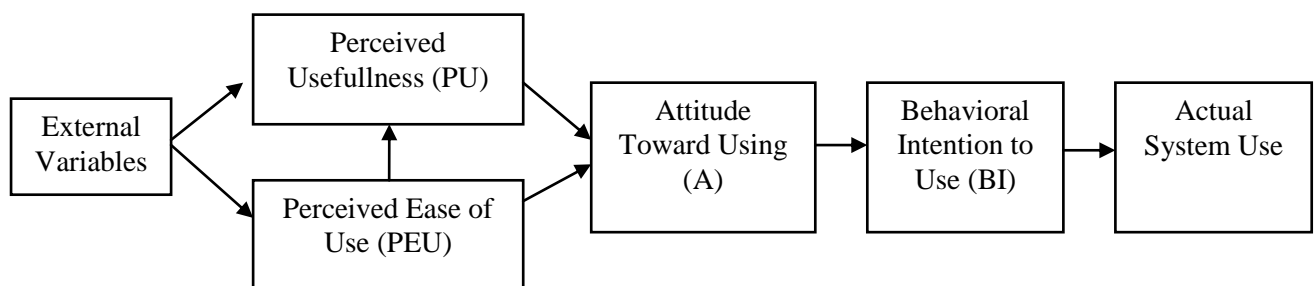 External
Variables
Perceived
Usefullness (PU)
Perceived Ease of
Use (PEU)
Attitude
Toward Using
(A)
Behavioral
Intention to
Use (BI)
Actual
System Use